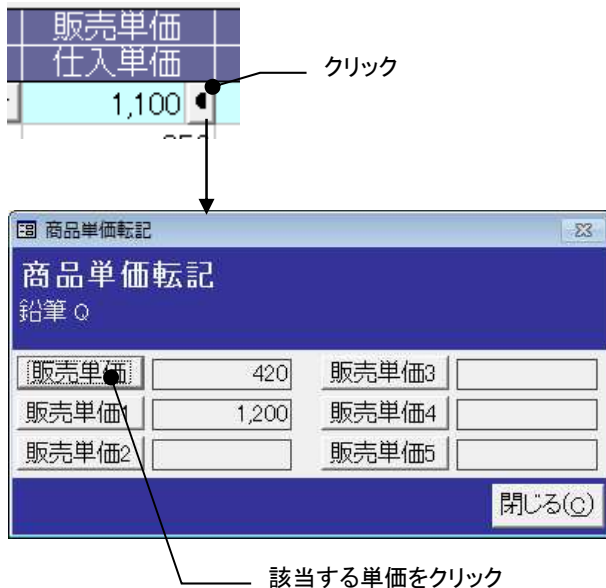 販売単価
仕入単価
クリック
1,100
商品単価転記
商品単価転記
鉛筆 Q
販売単価 420 販売単価3
販売単価1 1,200 販売単価4
販売単価2 販売単価5
閉じる(C)
該当する単価をクリック